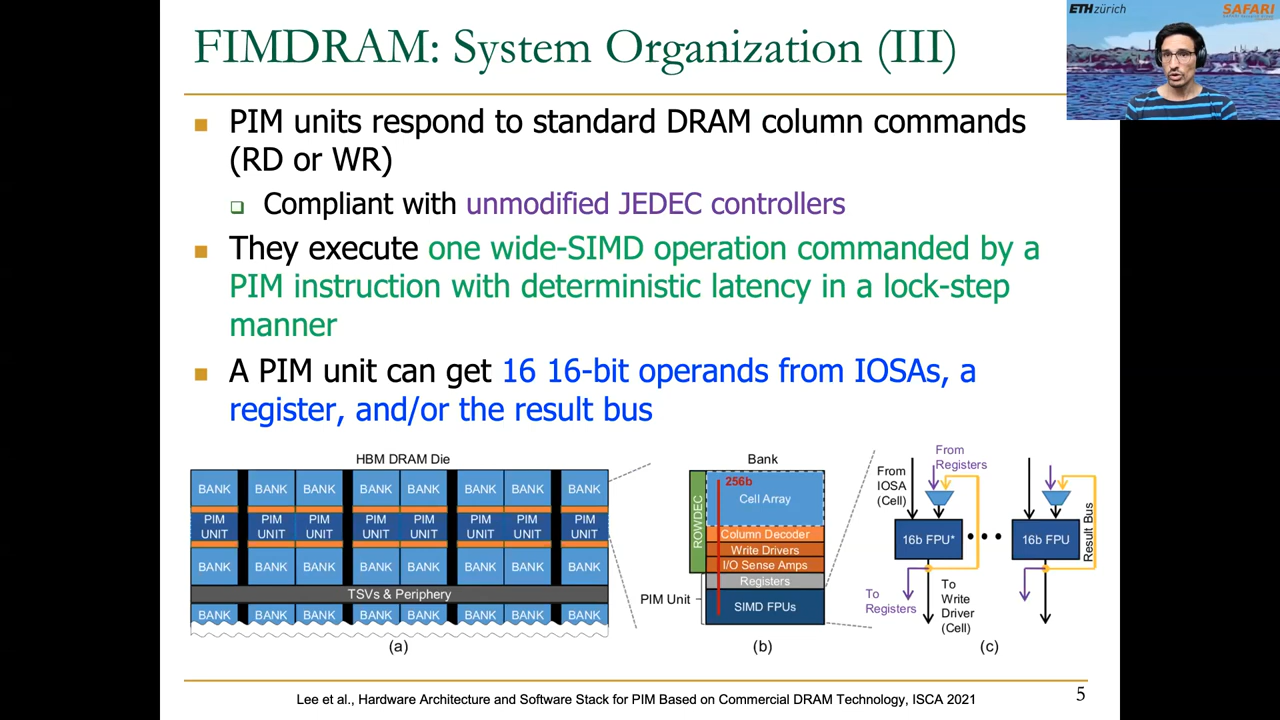 FIMDRAM: System Organization (III)
ETHzürich
SAFARI
PIM units respond to standard DRAM column commands
(RD or WR)
Compliant with unmodified JEDEC controllers
They execute one wide-SIMD operation commanded by a
PIM instruction with deterministic latency in a lock-step
manner
A PIM unit can get 16 16-bit operands from IOSAs, a
register, and/or the result bus
HBM DRAM Die
BANK BANK BANK BANK BANK BANK BANK BANK
PIM UNIT PIM UNIT PIM UNIT PIM UNIT PIM UNIT PIM UNIT PIM UNIT PIM UNIT
BANK BANK BANK BANK BANK BANK BANK BANK
TSVs & Periphery
BANK BANK BANK BANK BANK BANK BANK BANK
(a)
Bank
ROWDEC
256b
Cell Array
Column Decoder
Write Drivers
I/O Sense Amps
Registers
PIM Unit
SIMD FPUs
(b)
From
Registers
From
IOSA
(Cell)
16b FPU*
16b FPU
Result Bus
To
Registers
To
Write
Driver
(Cell)
(c)
Lee et al., Hardware Architecture and Software Stack for PIM Based on Commercial DRAM Technology, ISCA 2021
5